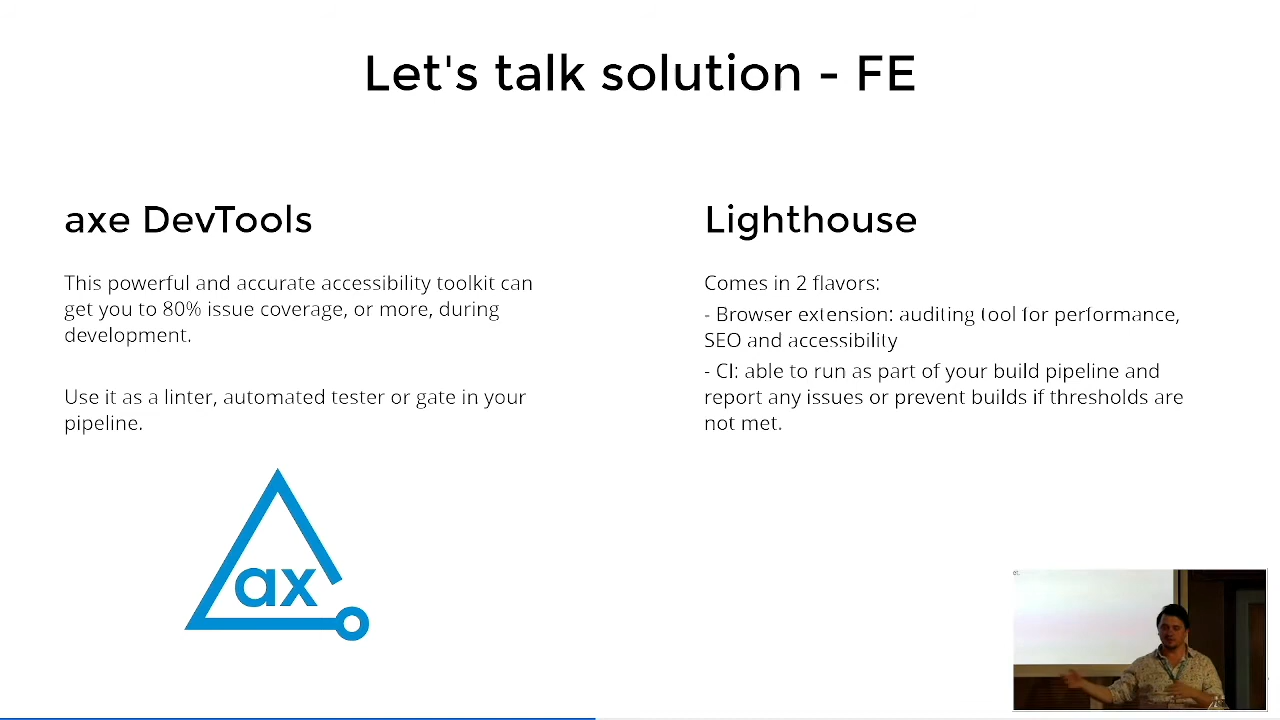 Let's talk solution - FE
axe DevTools
This powerful and accurate accessibility toolkit can
get you to 80% issue coverage, or more, during
development.
Use it as a linter, automated tester or gate in your
pipeline.
ax
Lighthouse
Comes in 2 flavors:
- Browser extension: auditing tool for performance,
SEO and accessibility
- CI: able to run as part of your build pipeline and
report any issues or prevent builds if thresholds are
not met.
et.